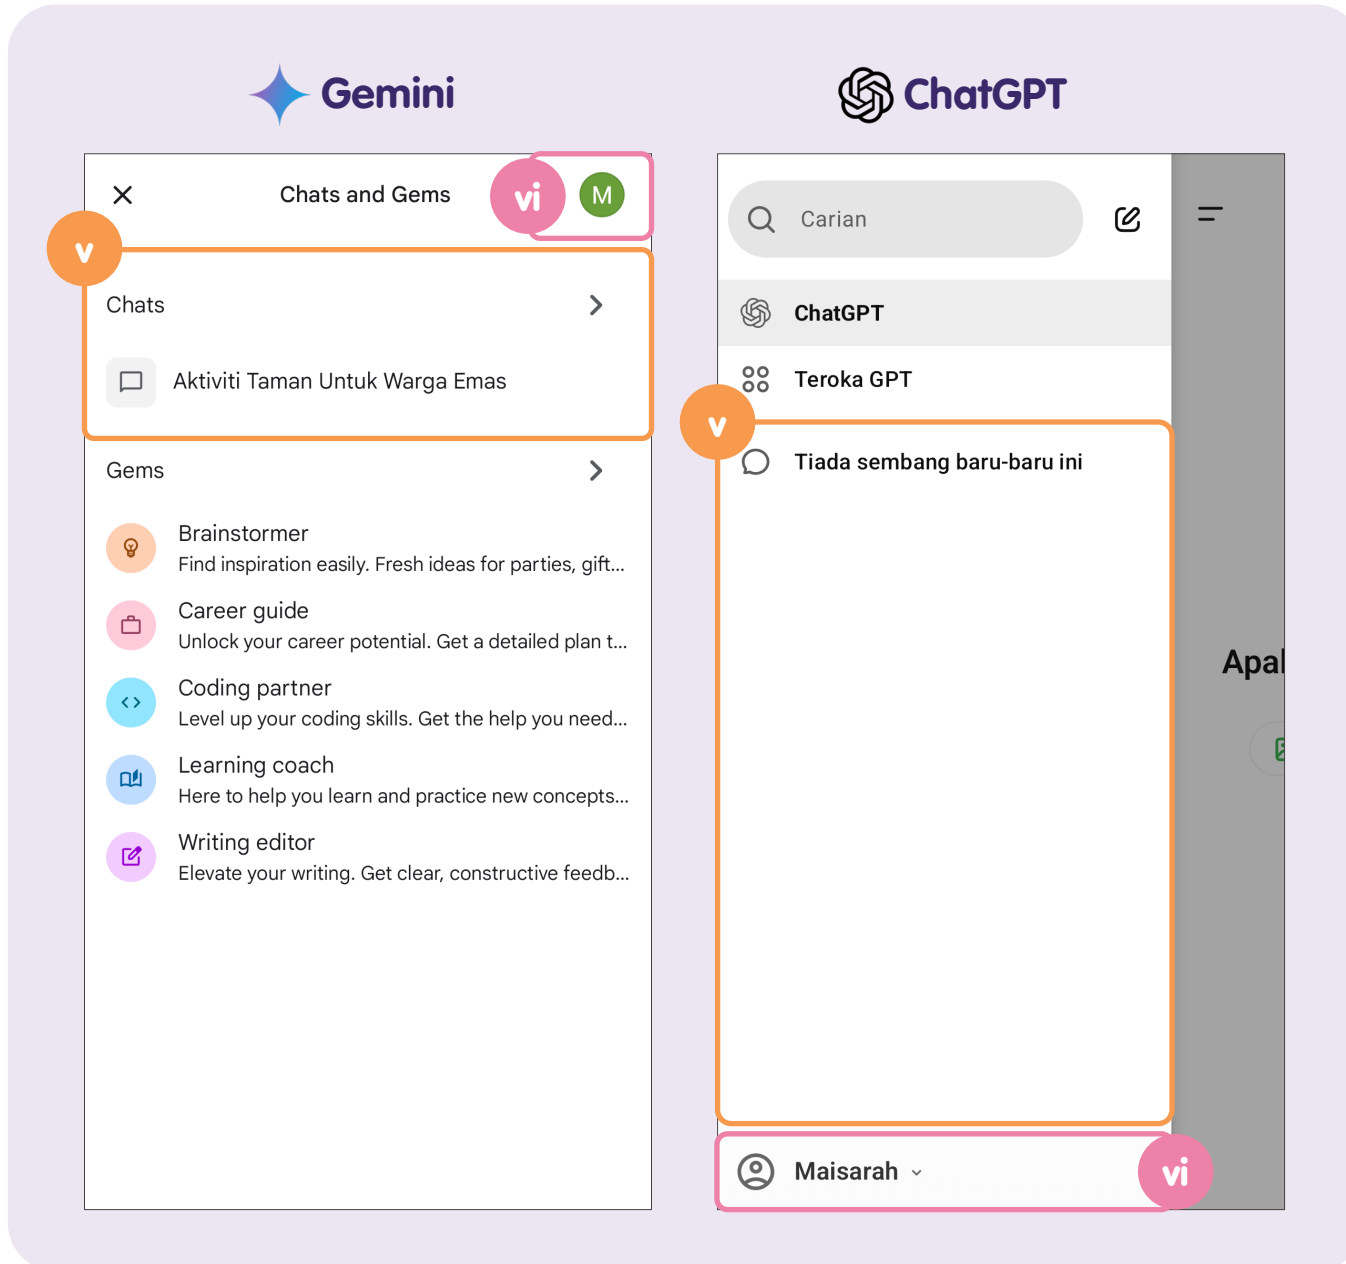 Gemini
Chats and Gems
vi
M
v
Chats
Aktiviti Taman Untuk Warga Emas
Gems
Brainstormer
Find inspiration easily. Fresh ideas for parties, gift...
Career guide
Unlock your career potential. Get a detailed plan t...
Coding partner
Level up your coding skills. Get the help you need...
Learning coach
Here to help you learn and practice new concepts...
Writing editor
Elevate your writing. Get clear, constructive feedb...
ChatGPT
Carian
ChatGPT
Teroka GPT
v
Tiada sembang baru-baru ini
Apa
Maisarah
vi